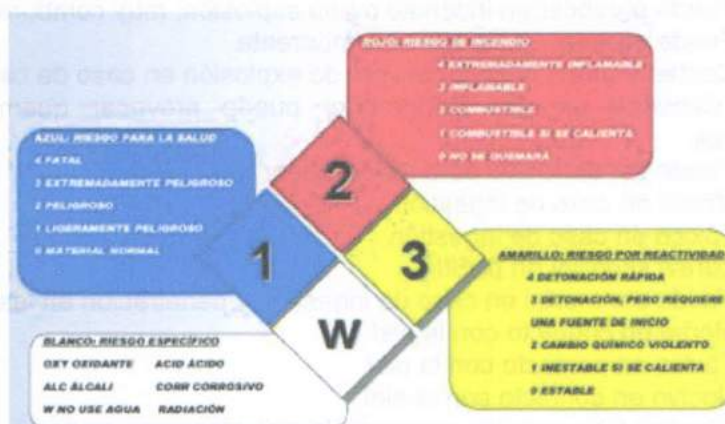 ROJO: RIESGO DE INCENDIO
4 EXTREMADAMENTE INFLAMABLE
3 INFLAMABLE
2 COMBUSTIBLE
1 COMBUSTIBLE SI SE CALIENTA
0 NO SE QUEMARÁ
AZUL: RIESGO PARA LA SALUD
4 FATAL
3 EXTREMADAMENTE PELIGROSO
2 PELIGROSO
1 LIGERAMENTE PELIGROSO
0 MATERIAL NORMAL
2
1
3
W
AMARILLO: RIESGO POR REACTIVIDAD
4 DETONACIÓN RÁPIDA
3 DETONACIÓN, PERO REQUIERE
UNA FUENTE DE INICIO
2 CAMBIO QUÍMICO VIOLENTO
1 INESTABLE SI SE CALIENTA
0 ESTABLE
BLANCO: RIESGO ESPECÍFICO
OXY OXIDANTE ACID ÁCIDO
ALC ÁLCALI CORR CORROSIVO
W NO USE AGUA RADIACIÓN